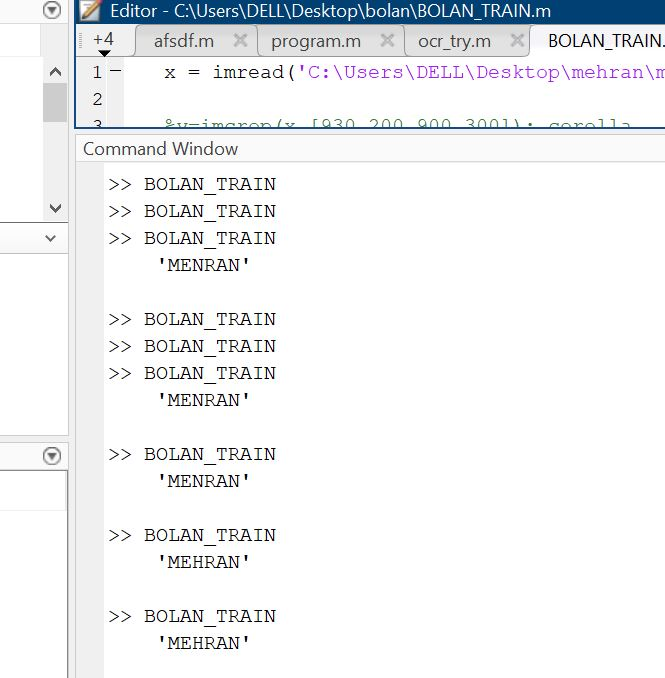 Editor - C:\Users\DELL\Desktop\bolan\BOLAN_TRAIN.m
+4 afsdf.m program.m ocr_try.m BOLAN_TRAIN.
1 x = imread('C:\Users\DELL\Desktop\mehran\m
2
3 %y=imcrop(x,[930 200 900 300]); corolla
Command Window
>> BOLAN_TRAIN
>> BOLAN_TRAIN
>> BOLAN_TRAIN
'MENRAN'
>> BOLAN_TRAIN
>> BOLAN_TRAIN
>> BOLAN_TRAIN
'MENRAN'
>> BOLAN_TRAIN
'MENRAN'
>> BOLAN_TRAIN
'MEHRAN'
>> BOLAN_TRAIN
'MEHRAN'